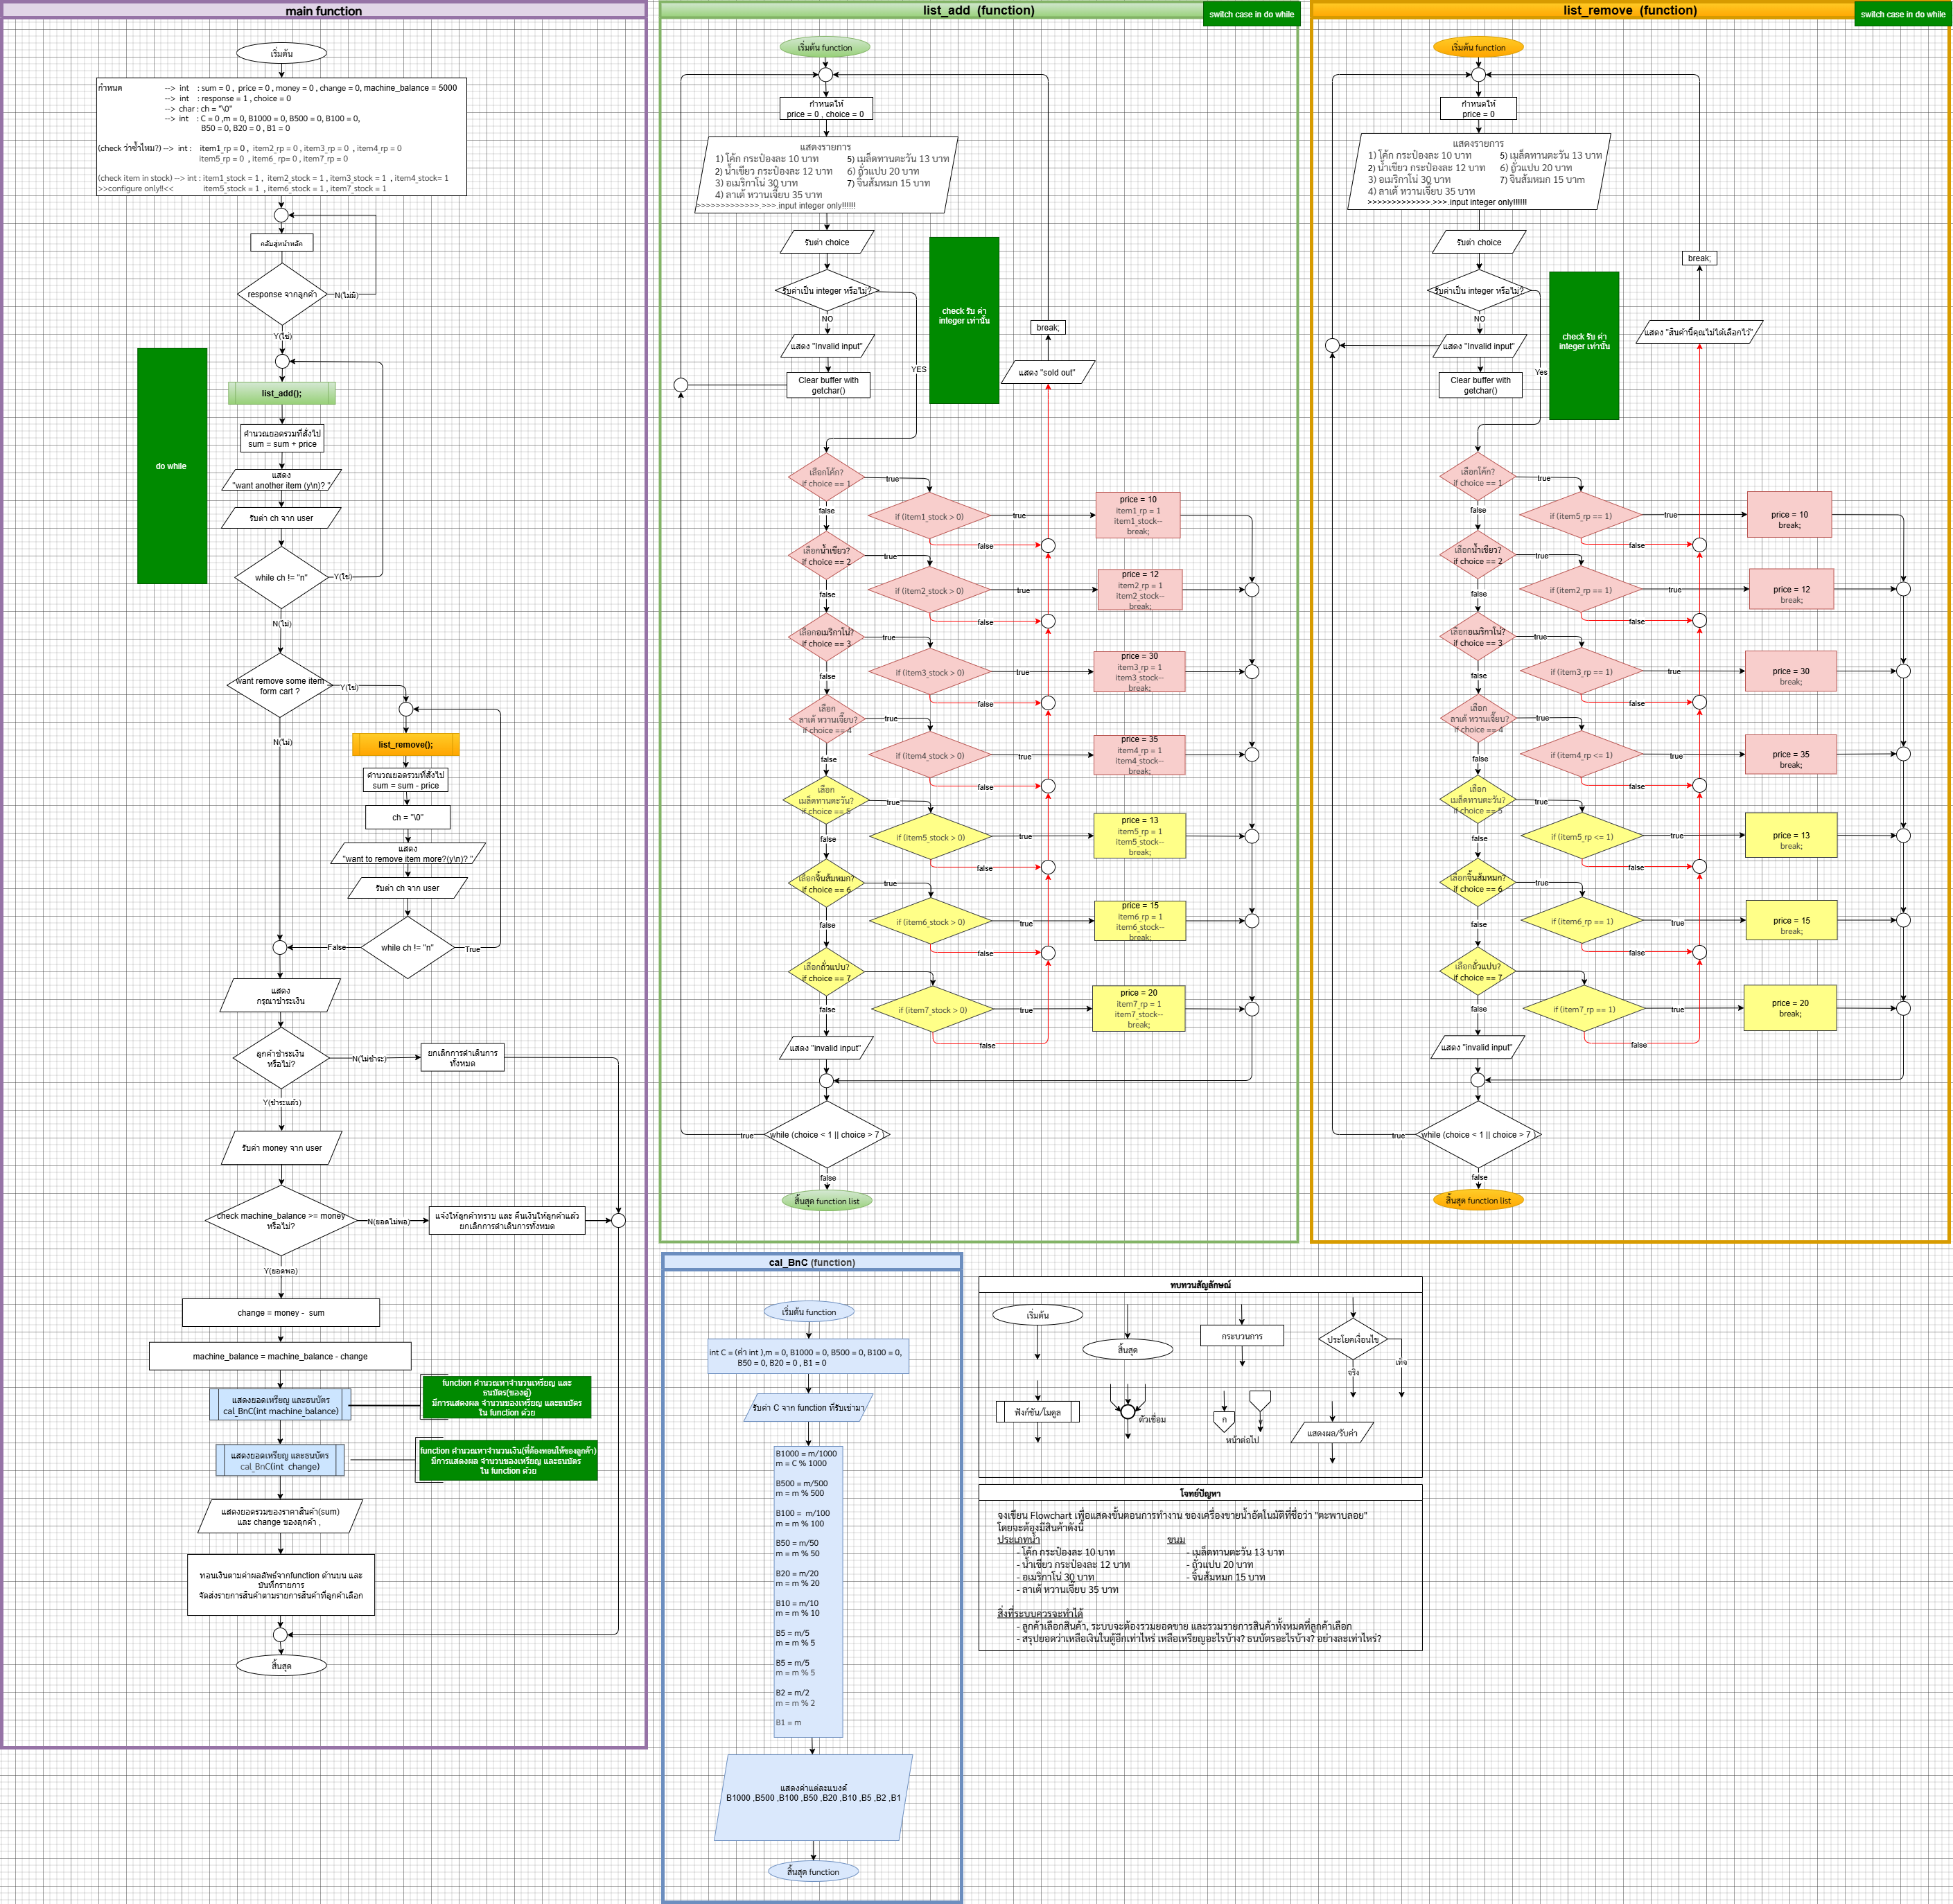 main function
เริ่มต้น
กำหนด --> int : sum = 0 , price = 0 , money = 0 , change = 0, machine_balance = 5000
--> int : response = 1 , choice = 0
--> char : ch = "\0"
--> int : C = 0 ,m = 0, B1000 = 0, B500 = 0, B100 = 0,
B50 = 0, B20 = 0 , B1 = 0
(check ว่าซ้ำไหม?) --> int : item1_rp = 0 , item2_rp = 0 , item3_rp = 0 , item4_rp = 0
item5_rp = 0 , item6_rp= 0 , item7_rp = 0
(check item in stock) --> int : item1_stock = 1 , item2_stock = 1 , item3_stock = 1 , item4_stock= 1
>>configure only!!<< item5_stock = 1 , item6_stock = 1 , item7_stock = 1
กลับสู่หน้าหลัก
response จากลูกค้า
N(ไม่มี)
Y(ใช่)
do while
list_add();
คำนวณยอดรวมที่สั่งไป
sum = sum + price
แสดง
"want another item (y\n)? "
รับค่า ch จาก user
while ch != "n"
Y(ใช่)
N(ไม่)
want remove some item
form cart ?
Y(ใช่)
N(ไม่)
list_remove();
คำนวณยอดรวมที่สั่งไป
sum = sum - price
ch = "\0"
แสดง
"want to remove item more?(y\n)? "
รับค่า ch จาก user
while ch != "n"
False
True
แสดง
กรุณาชำระเงิน
ลูกค้าชำระเงิน
หรือไม่?
N(ไม่ชำระ)
ยกเลิกการดำเนินการ
ทั้งหมด
Y(ชำระแล้ว)
รับค่า money จาก user
check machine_balance >= money
หรือไม่?
N(ยอดไม่พอ)
แจ้งให้ลูกค้าทราบ และ คืนเงินให้ลูกค้าแล้ว
ยกเลิกการดำเนินการทั้งหมด
Y(ยอดพอ)
change = money - sum
machine_balance = machine_balance - change
แสดงยอดเหรียญ และธนบัตร
cal_BnC(int machine_balance)
function คำนวณหาจำนวนเหรียญ และ
ธนบัตร(ของตู้)
มีการแสดงผล จำนวนของเหรียญ และธนบัตร
ใน function ด้วย
แสดงยอดเหรียญ และธนบัตร
cal_BnC(int change)
function คำนวณหาจำนวนเงิน(ที่ต้องทอนให้ของลูกค้า)
มีการแสดงผล จำนวนของเหรียญ และธนบัตร
ใน function ด้วย
แสดงยอดรวมของราคาสินค้า(sum)
และ change ของลูกค้า ,
ทอนเงินตามค่าผลลัพธ์จากfunction ด้านบน และ
บันทึกรายการ
จัดส่งรายการสินค้าตามรายการสินค้าที่ลูกค้าเลือก
สิ้นสุด
list_add (function)
switch case in do while
เริ่มต้น function
กำหนดให้
price = 0 , choice = 0
แสดงรายการ
1) โค้ก กระป๋องละ 10 บาท 5) เมล็ดทานตะวัน 13 บาท
2) น้ำเขียว กระป๋องละ 12 บาท 6) ถั่วแปบ 20 บาท
3) อเมริกาโน่ 30 บาท 7) จิ้นส้มหมก 15 บาท
4) ลาเต้ หวานเจี๊ยบ 35 บาท
>>>>>>>>>>>>>.>>>.input integer only!!!!!!!
รับค่า choice
รับค่าเป็น integer หรือไม่?
NO
แสดง "Invalid input"
Clear buffer with
getchar()
YES
check รับ ค่า
integer เท่านั้น
break;
แสดง "sold out"
เลือกโค้ก?
if choice == 1
true
false
if (item1_stock > 0)
true
false
price = 10
item1_rp = 1
item1_stock--
break;
เลือกน้ำเขียว?
if choice == 2
true
false
if (item2_stock > 0)
true
false
price = 12
item2_rp = 1
item2_stock--
break;
เลือกอเมริกาโน่?
if choice == 3
true
false
if (item3_stock > 0)
true
false
price = 30
item3_rp = 1
item3_stock--
break;
เลือก
ลาเต้ หวานเจี๊ยบ?
if choice == 4
true
false
if (item4_stock > 0)
true
false
price = 35
item4_rp = 1
item4_stock--
break;
เลือก
เมล็ดทานตะวัน?
if choice == 5
true
false
if (item5_stock > 0)
true
false
price = 13
item5_rp = 1
item5_stock--
break;
เลือกจิ้นส้มหมก?
if choice == 6
true
false
if (item6_stock > 0)
true
false
price = 15
item6_rp = 1
item6_stock--
break;
เลือกถั่วแปบ?
if choice == 7
true
false
if (item7_stock > 0)
true
false
price = 20
item7_rp = 1
item7_stock--
break;
แสดง "invalid input"
while (choice < 1 || choice > 7 )
true
false
สิ้นสุด function list
list_remove (function)
switch case in do while
เริ่มต้น function
กำหนดให้
price = 0
แสดงรายการ
1) โค้ก กระป๋องละ 10 บาท 5) เมล็ดทานตะวัน 13 บาท
2) น้ำเขียว กระป๋องละ 12 บาท 6) ถั่วแปบ 20 บาท
3) อเมริกาโน่ 30 บาท 7) จิ้นส้มหมก 15 บาท
4) ลาเต้ หวานเจี๊ยบ 35 บาท
>>>>>>>>>>>>>.>>>.input integer only!!!!!!!
รับค่า choice
รับค่าเป็น integer หรือไม่?
NO
แสดง "Invalid input"
Clear buffer with
getchar()
Yes
check รับ ค่า
integer เท่านั้น
break;
แสดง "สินค้านี้คุณไม่ได้เลือกไว้"
เลือกโค้ก?
if choice == 1
true
false
if (item5_rp == 1)
true
false
price = 10
break;
เลือกน้ำเขียว?
if choice == 2
true
false
if (item2_rp == 1)
true
false
price = 12
break;
เลือกอเมริกาโน่?
if choice == 3
true
false
if (item3_rp == 1)
true
false
price = 30
break;
เลือก
ลาเต้ หวานเจี๊ยบ?
if choice == 4
true
false
if (item4_rp <= 1)
true
false
price = 35
break;
เลือก
เมล็ดทานตะวัน?
if choice == 5
true
false
if (item5_rp <= 1)
true
false
price = 13
break;
เลือกจิ้นส้มหมก?
if choice == 6
true
false
if (item6_rp == 1)
true
false
price = 15
break;
เลือกถั่วแปบ?
if choice == 7
true
false
if (item7_rp == 1)
true
false
price = 20
break;
แสดง "invalid input"
while (choice < 1 || choice > 7 )
true
false
สิ้นสุด function list
cal_BnC (function)
เริ่มต้น function
int C = (ค่า int ),m = 0, B1000 = 0, B500 = 0, B100 = 0,
B50 = 0, B20 = 0 , B1 = 0
รับค่า C จาก function ที่รับเข่ามา
B1000 = m/1000
m = C % 1000
B500 = m/500
m = m % 500
B100 = m/100
m = m % 100
B50 = m/50
m = m % 50
B20 = m/20
m = m % 20
B10 = m/10
m = m % 10
B5 = m/5
m = m % 5
B5 = m/5
m = m % 5
B2 = m/2
m = m % 2
B1 = m
แสดงค่าแต่ละแบงค์
B1000 ,B500 ,B100 ,B50 ,B20 ,B10 ,B5 ,B2 ,B1
สิ้นสุด function
ทบทวนสัญลักษณ์
เริ่มต้น
สิ้นสุด
กระบวนการ
ประโยคเงื่อนไข
เท็จ
จริง
ฟังก์ชัน/โมดูล
ตัวเชื่อม
ก
หน้าต่อไป
แสดงผล/รับค่า
โจทย์ปัญหา
จงเขียน Flowchart เพื่อแสดงขั้นตอนการทำงาน ของเครื่องขายน้ำอัตโนมัติที่ชื่อว่า "ตะพาบลอย"
โดยจะต้องมีสินค้าดังนี้
ประเภทน้ำ ขนม
- โค้ก กระป๋องละ 10 บาท - เมล็ดทานตะวัน 13 บาท
- น้ำเขียว กระป๋องละ 12 บาท - ถั่วแปบ 20 บาท
- อเมริกาโน่ 30 บาท - จิ้นส้มหมก 15 บาท
- ลาเต้ หวานเจี๊ยบ 35 บาท
สิ่งที่ระบบควรจะทำได้
- ลูกค้าเลือกสินค้า, ระบบจะต้องรวมยอดขาย และรวมรายการสินค้าทั้งหมดที่ลูกค้าเลือก
- สรุปยอดว่าเหลือเงินในตู้อีกเท่าไหร่ เหลือเหรียญอะไรบ้าง? ธนบัตรอะไรบ้าง? อย่างละเท่าไหร่?